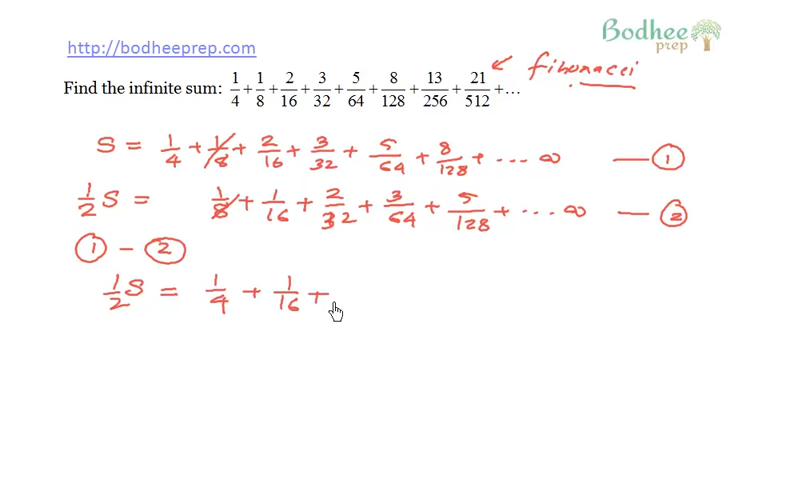 Bodhee
prep
http://bodheeprep.com
Find the infinite sum: 1/4 + 1/8 + 2/16 + 3/32 + 5/64 + 8/128 + 13/256 + 21/512 + ...
fibonacci
S = 1/4 + 1/8 + 2/16 + 3/32 + 5/64 + 8/128 + ... ∞ — ①
1/2 S = 1/8 + 1/16 + 2/32 + 3/64 + 5/128 + ... ∞ — ②
① - ②
1/2 S = 1/4 + 1/16 +